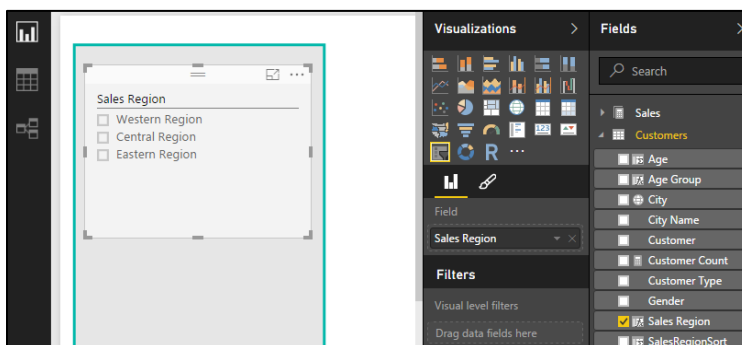 Visualizations
Fields
Search
Sales Region
Western Region
Central Region
Eastern Region
Sales
Customers
Age
Age Group
City
City Name
Customer
Customer Count
Customer Type
Gender
Sales Region
SalesRegionSort
123
R
Field
Sales Region
Filters
Visual level filters
Drag data fields here